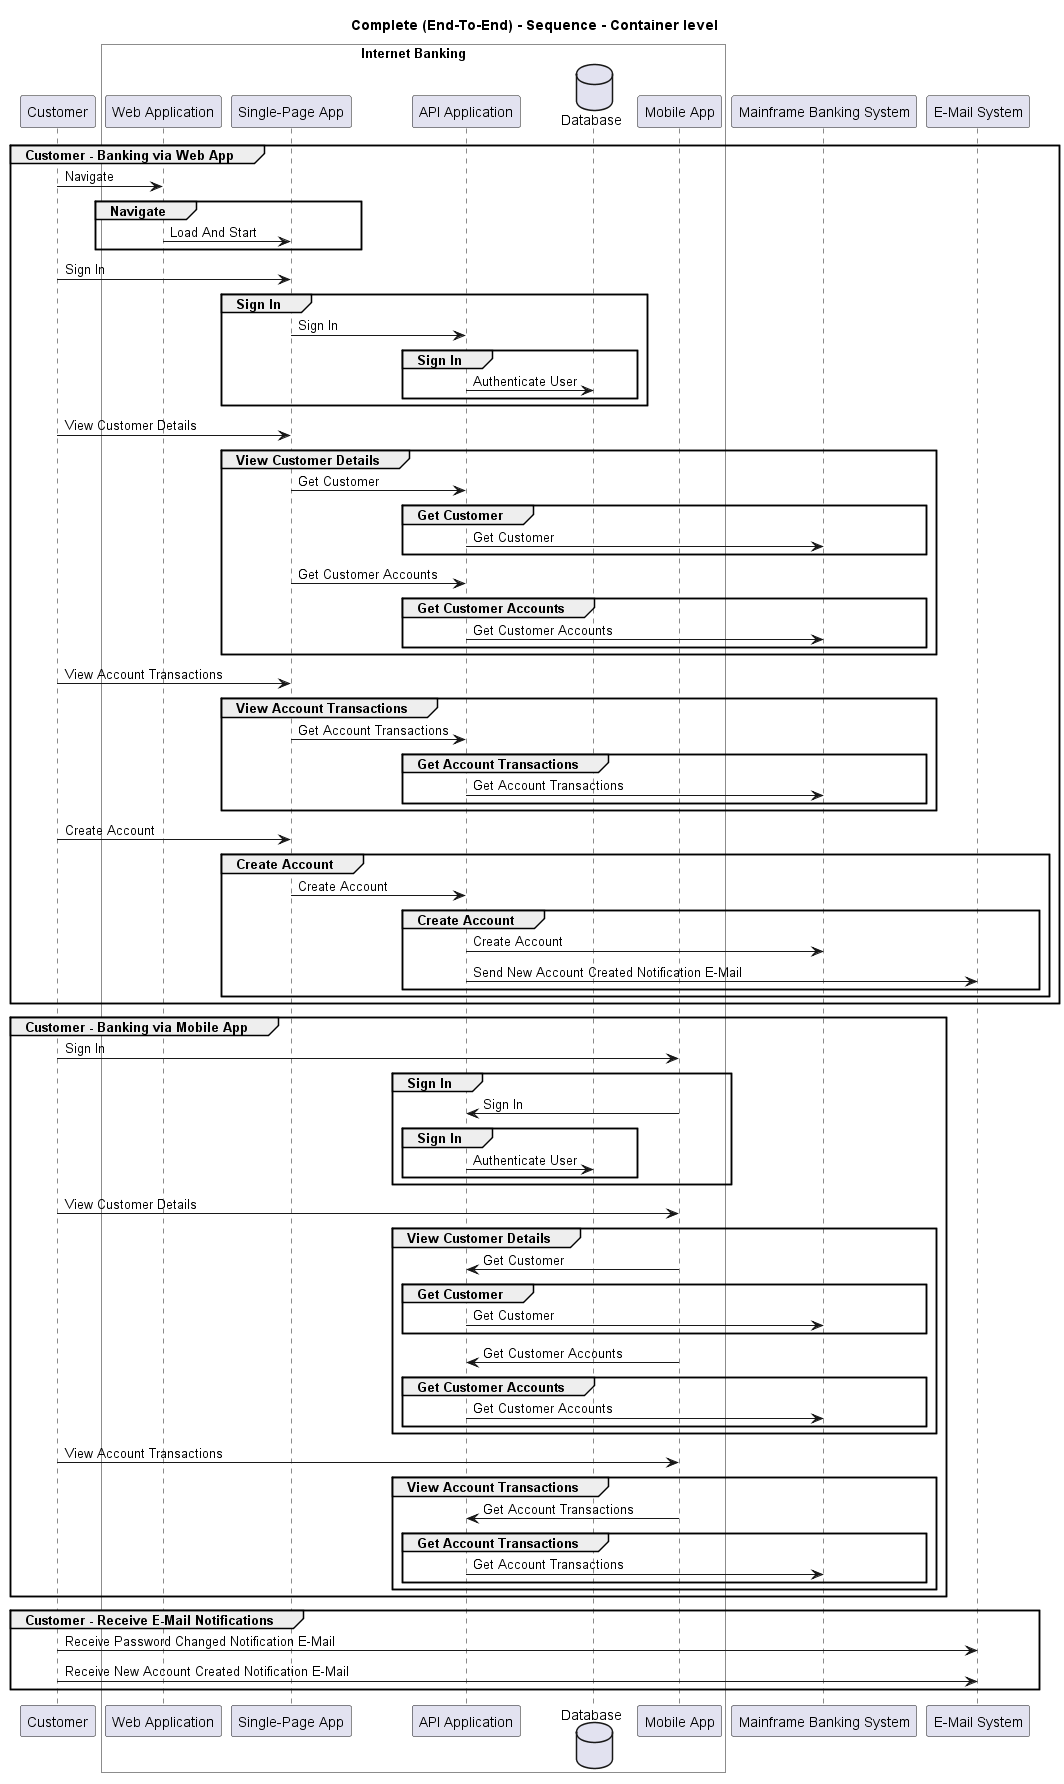 Complete (End-To-End) - Sequence - Container level
Internet Banking
Customer
Web Application
Single-Page App
API Application
Database
Mobile App
Mainframe Banking System
E-Mail System
Customer - Banking via Web App
Navigate
Navigate
Load And Start
Sign In
Sign In
Sign In
Sign In
Authenticate User
View Customer Details
View Customer Details
Get Customer
Get Customer
Get Customer
Get Customer Accounts
Get Customer Accounts
Get Customer Accounts
View Account Transactions
View Account Transactions
Get Account Transactions
Get Account Transactions
Get Account Transactions
Create Account
Create Account
Create Account
Create Account
Create Account
Send New Account Created Notification E-Mail
Customer - Banking via Mobile App
Sign In
Sign In
Sign In
Sign In
Authenticate User
View Customer Details
View Customer Details
Get Customer
Get Customer
Get Customer
Get Customer Accounts
Get Customer Accounts
Get Customer Accounts
View Account Transactions
View Account Transactions
Get Account Transactions
Get Account Transactions
Get Account Transactions
Customer - Receive E-Mail Notifications
Receive Password Changed Notification E-Mail
Receive New Account Created Notification E-Mail
Customer
Web Application
Single-Page App
API Application
Database
Mobile App
Mainframe Banking System
E-Mail System